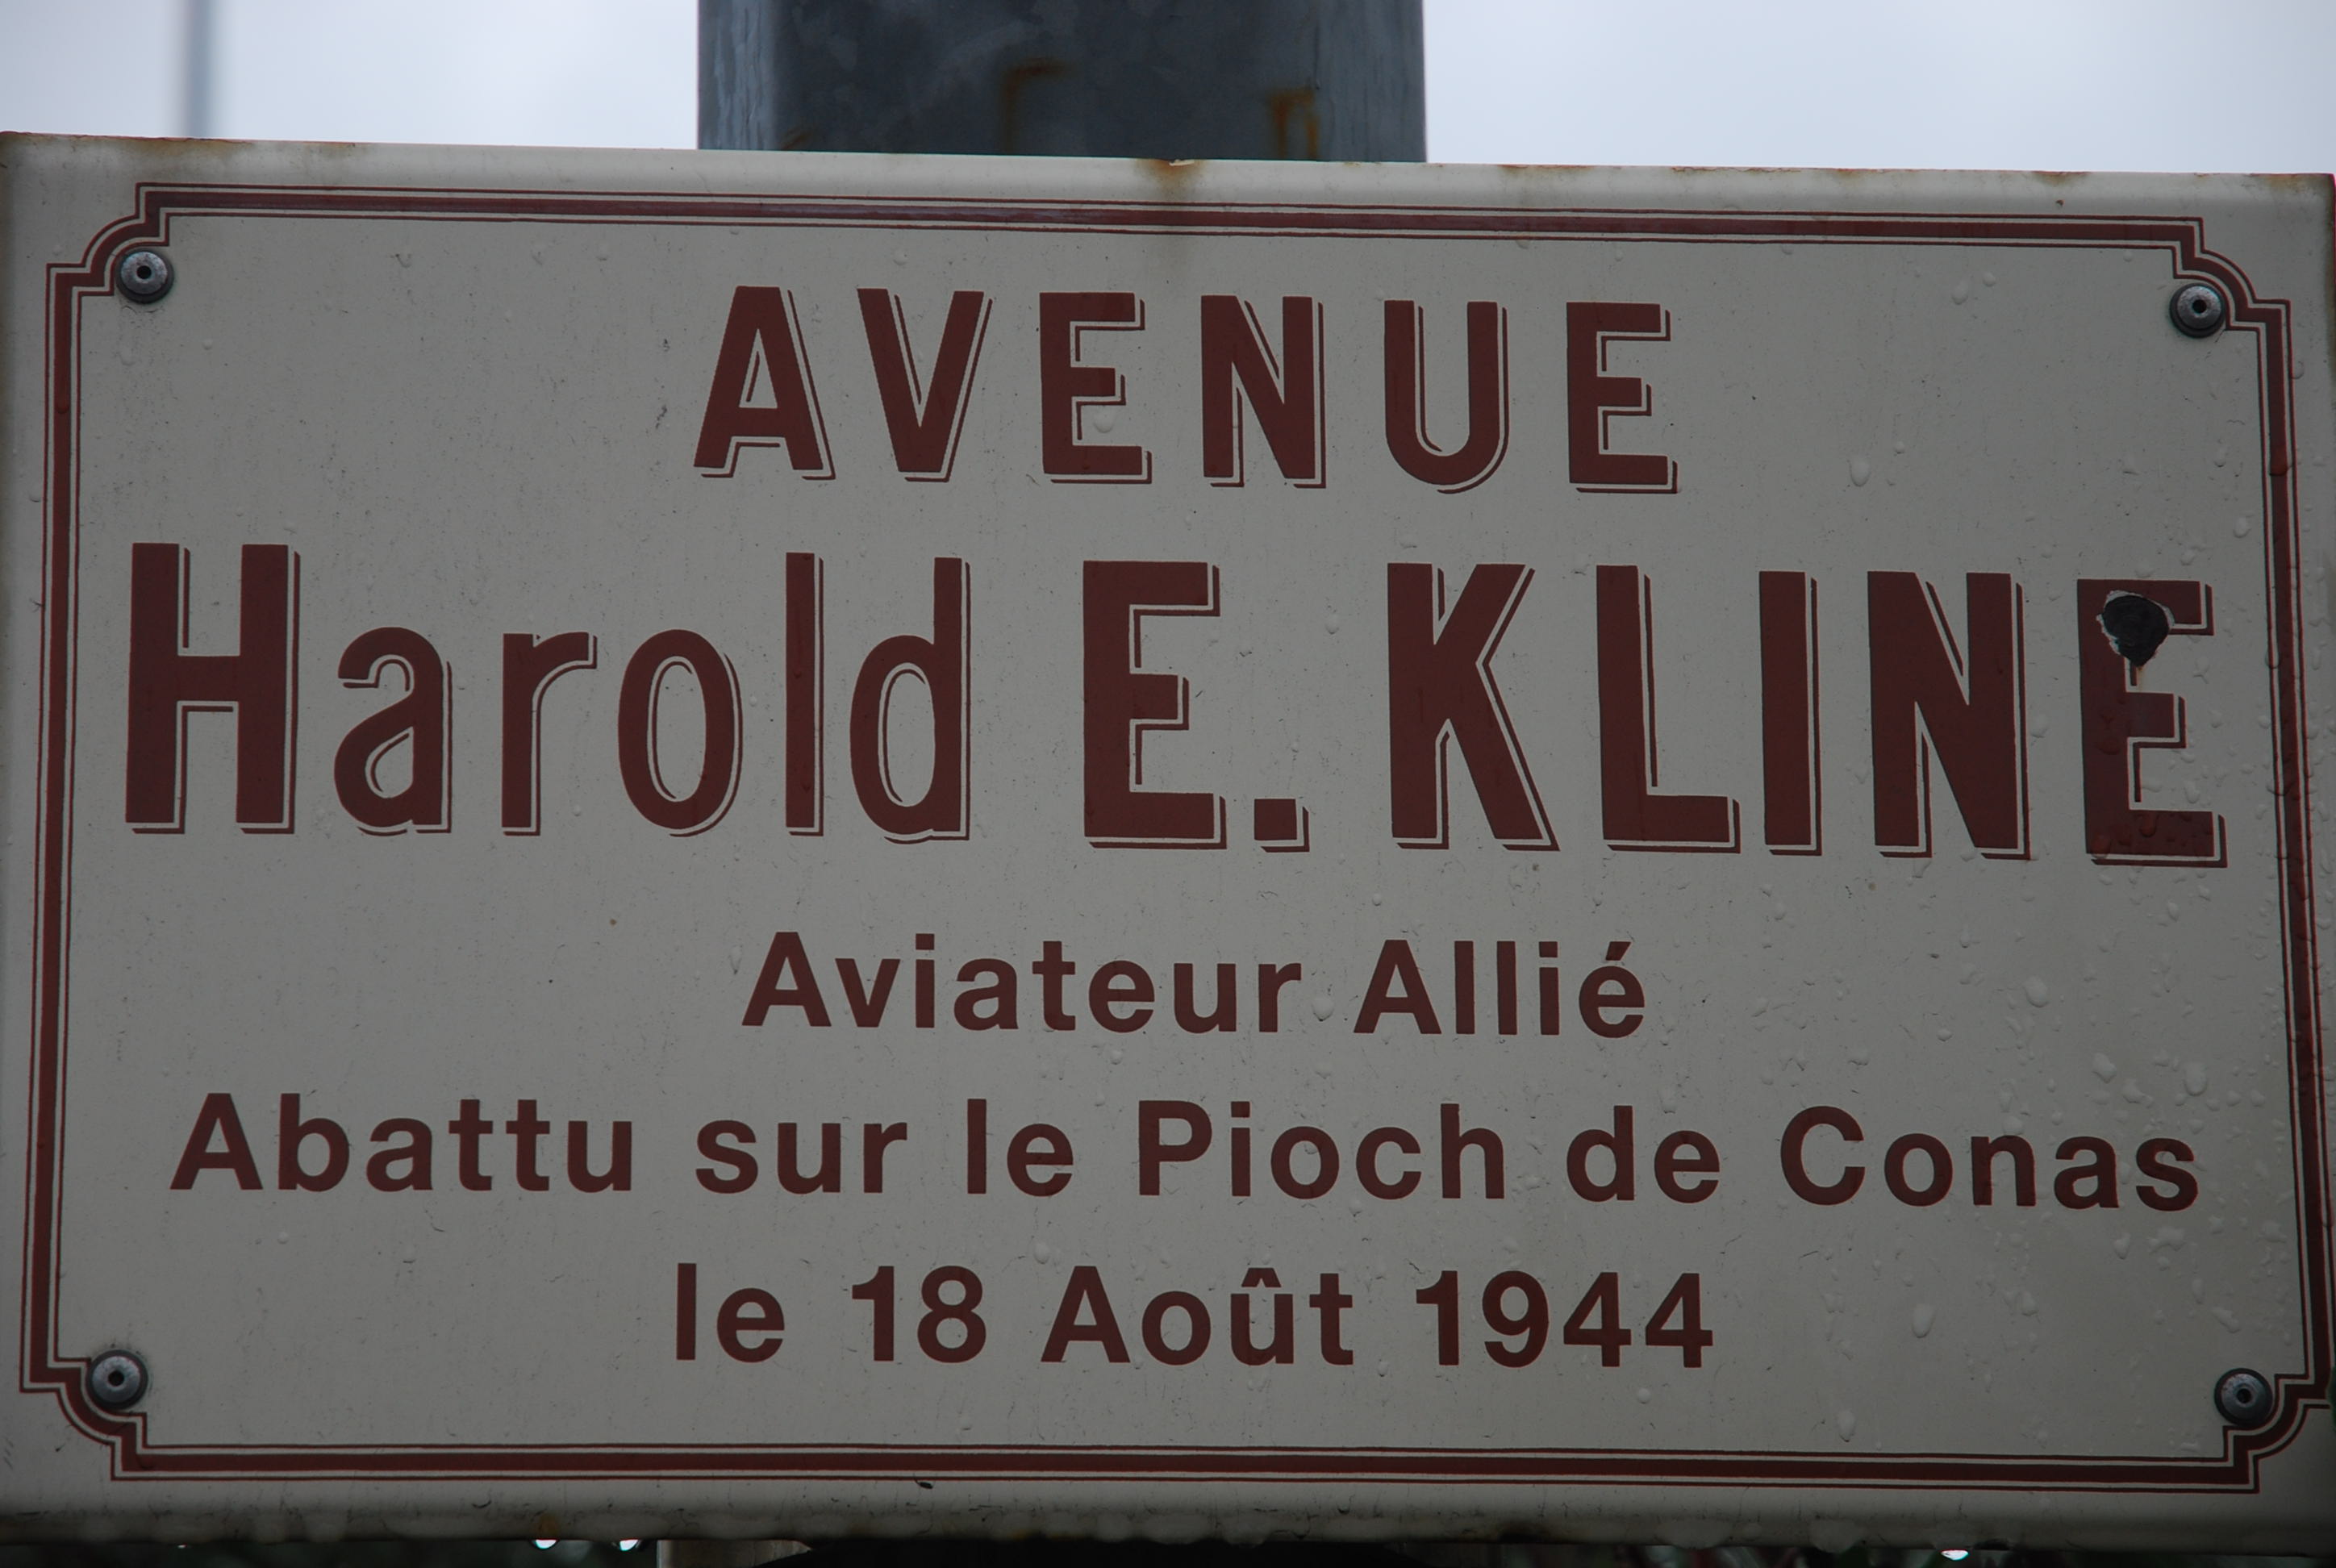 AVENUE
Harold E. KLINE
Aviateur Allié
Abattu sur le Pioch de Conas
le 18 Août 1944